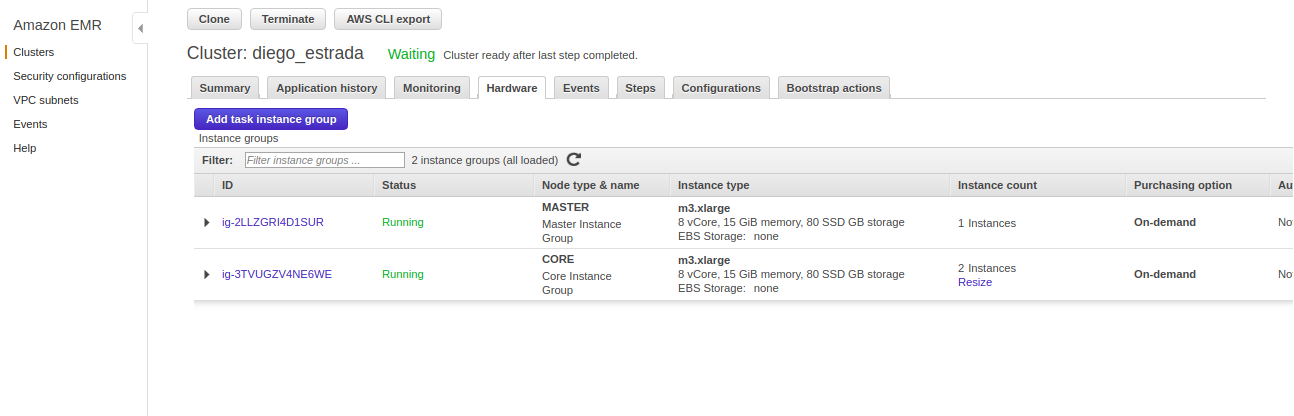 Amazon EMR
Clusters
Security configurations
VPC subnets
Events
Help
Clone Terminate AWS CLI export
Cluster: diego_estrada Waiting Cluster ready after last step completed.
Summary Application history Monitoring Hardware Events Steps Configurations Bootstrap actions
Add task instance group
Instance groups
Filter: Filter instance groups ... 2 instance groups (all loaded)
ID Status Node type & name Instance type Instance count Purchasing option Au
ig-2LLZGRI4D1SUR Running MASTER
Master Instance
Group m3.xlarge
8 vCore, 15 GiB memory, 80 SSD GB storage
EBS Storage: none 1 Instances On-demand No
ig-3TVUGZV4NE6WE Running CORE
Core Instance
Group m3.xlarge
8 vCore, 15 GiB memory, 80 SSD GB storage
EBS Storage: none 2 Instances
Resize On-demand No